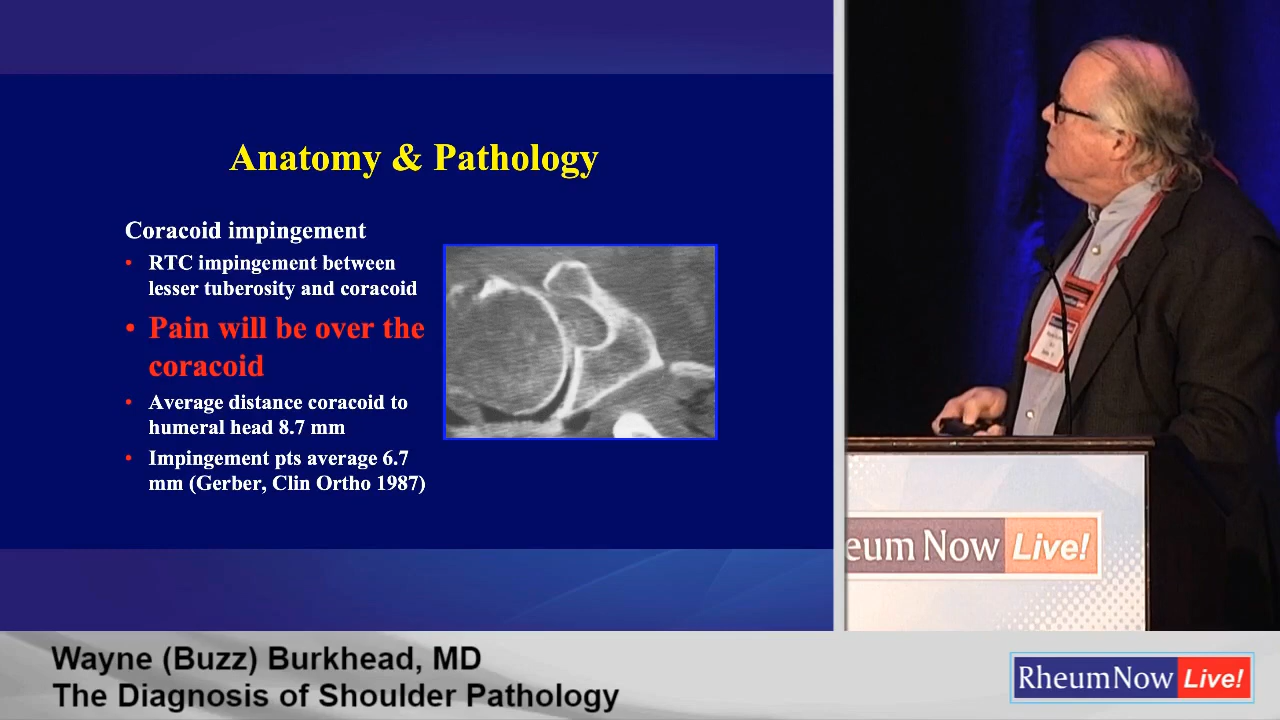 Anatomy & Pathology
Coracoid impingement
• RTC impingement between
lesser tuberosity and coracoid
• Pain will be over the
coracoid
• Average distance coracoid to
humeral head 8.7 mm
• Impingement pts average 6.7
mm (Gerber, Clin Ortho 1987)
eum Now Live!
Wayne (Buzz) Burkhead, MD
The Diagnosis of Shoulder Pathology
RheumNow Live!